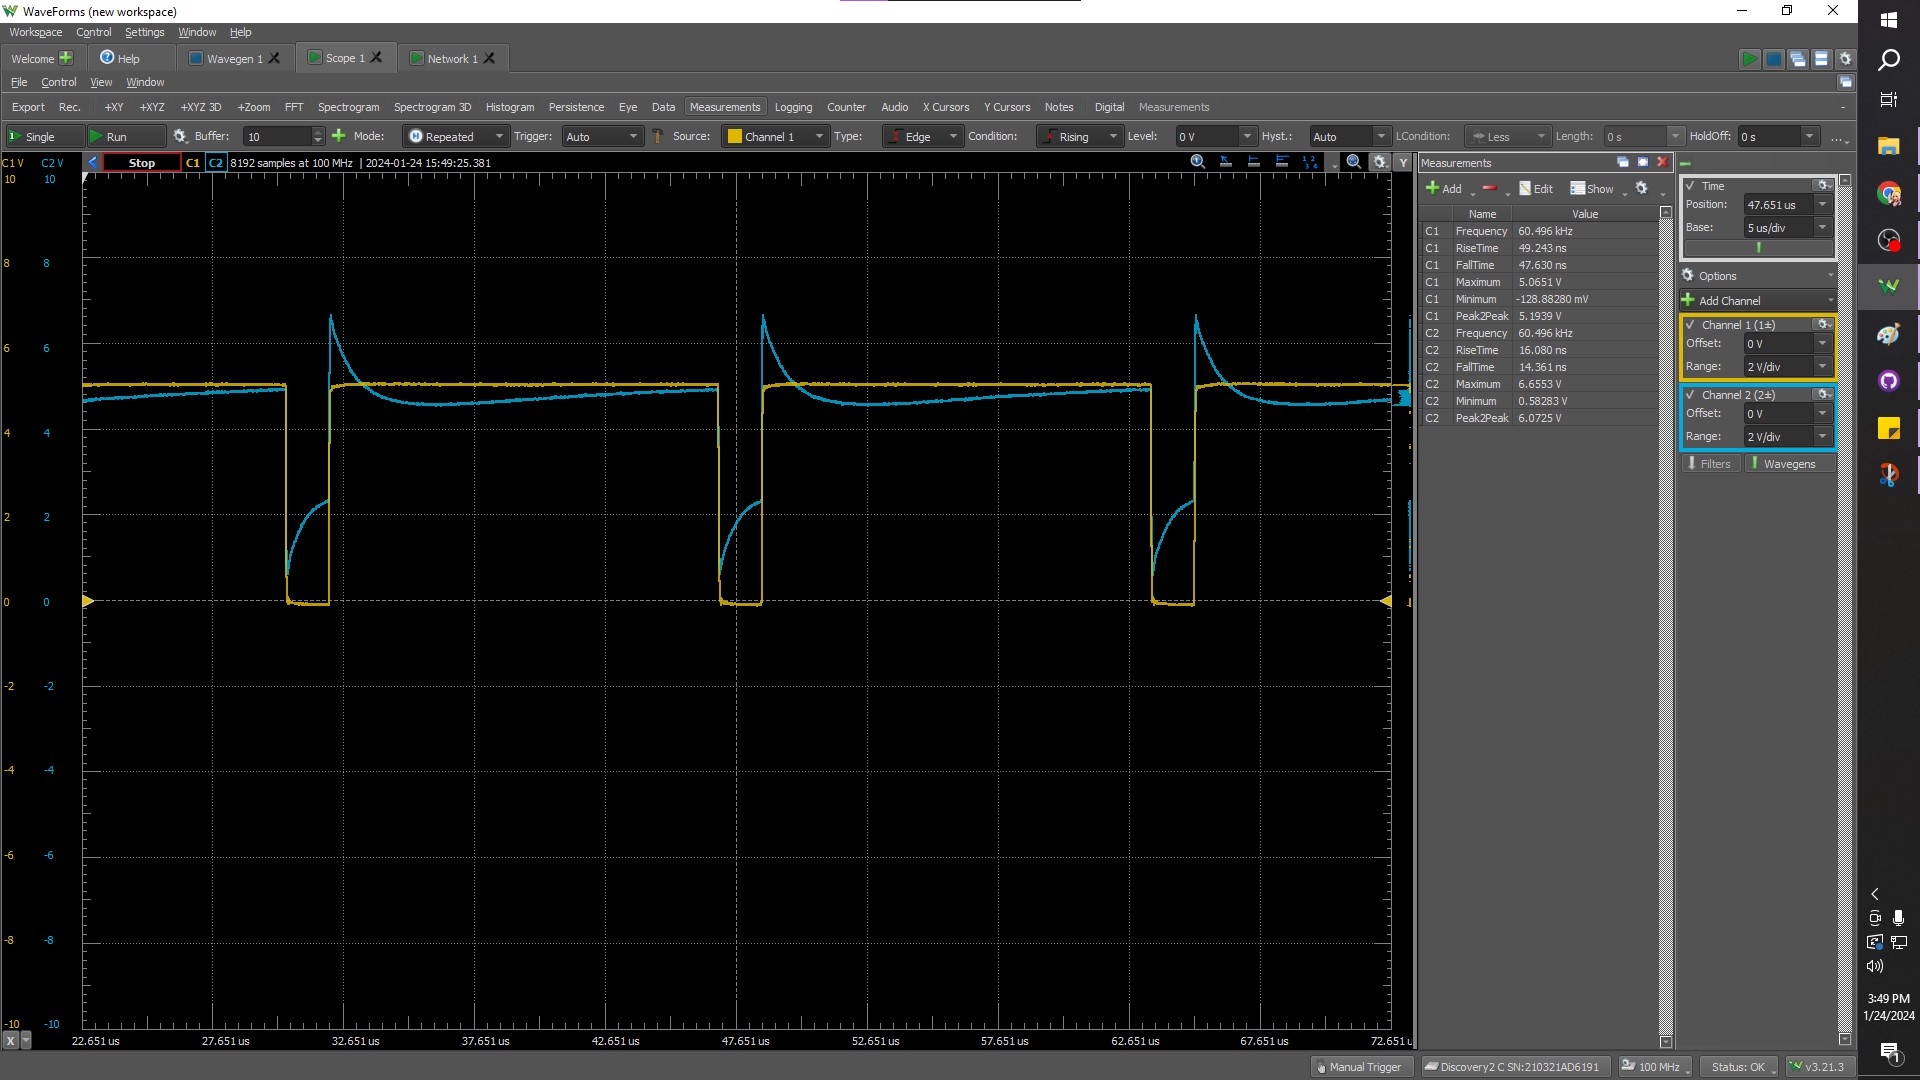 WaveForms (new workspace)
Workspace Control Settings Window Help
Welcome Help Wavegen 1 Scope 1 Network 1
File Control View Window
Export Rec. +XY +XYZ +XYZ 3D +Zoom FFT Spectrogram Spectrogram 3D Histogram Persistence Eye Data Measurements Logging Counter Audio X Cursors Y Cursors Notes Digital Measurements
Single Run Buffer: 10 Mode: Repeated Trigger: Auto Source: Channel 1 Type: Edge Condition: Rising Level: 0 V Hyst.: Auto LCondition: Less Length: 0 s HoldOff: 0 s ...
C1 V C2 V Stop C1 C2 8192 samples at 100 MHz | 2024-01-24 15:49:25.381 Y
10 10
8 8
6 6
4 4
2 2
0 0
-2 -2
-4 -4
-6 -6
-8 -8
-10 -10
X 22.651 us 27.651 us 32.651 us 37.651 us 42.651 us 47.651 us 52.651 us 57.651 us 62.651 us 67.651 us 72.651 u
Measurements
Add Edit Show
Name Value
C1 Frequency 60.496 kHz
C1 RiseTime 49.243 ns
C1 FallTime 47.630 ns
C1 Maximum 5.0651 V
C1 Minimum -128.88280 mV
C1 Peak2Peak 5.1939 V
C2 Frequency 60.496 kHz
C2 RiseTime 16.080 ns
C2 FallTime 14.361 ns
C2 Maximum 6.6553 V
C2 Minimum 0.58283 V
C2 Peak2Peak 6.0725 V
Time
Position: 47.651 us
Base: 5 us/div
Options
Add Channel
Channel 1 (1±)
Offset: 0 V
Range: 2 V/div
Channel 2 (2±)
Offset: 0 V
Range: 2 V/div
Filters Wavegens
Manual Trigger Discovery2 C SN:210321AD6191 100 MHz Status: OK v3.21.3
3:49 PM
1/24/2024
1